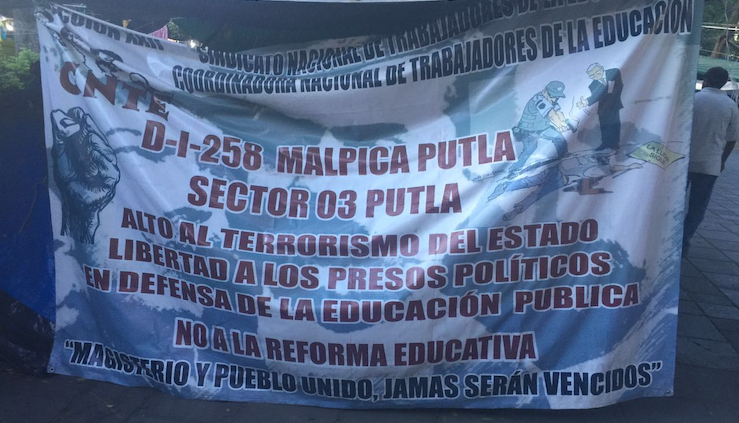 SINDICATO NACIONAL DE TRABAJADORES DE LA
COORDINADORA NACIONAL DE TRABAJADORES DE LA EDUCACIÓN
CNTE
D-I-258 MALPICA PUTLA
SECTOR 03 PUTLA
ALTO AL TERRORISMO DEL ESTADO
LIBERTAD A LOS PRESOS POLÍTICOS
EN DEFENSA DE LA EDUCACIÓN PUBLICA
NO A LA REFORMA EDUCATIVA
“MAGISTERIO Y PUEBLO UNIDO, JAMAS SERÁN VENCIDOS”